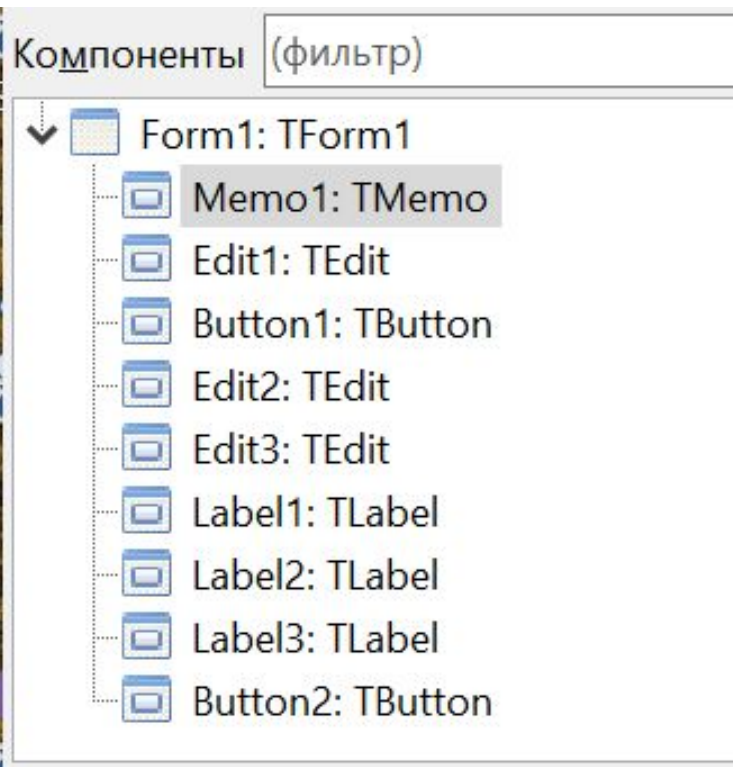 Компоненты (фильтр)
Form1: TForm1
Memo1: TMemo
Edit1: TEdit
Button1: TButton
Edit2: TEdit
Edit3: TEdit
Label1: TLabel
Label2: TLabel
Label3: TLabel
Button2: TButton